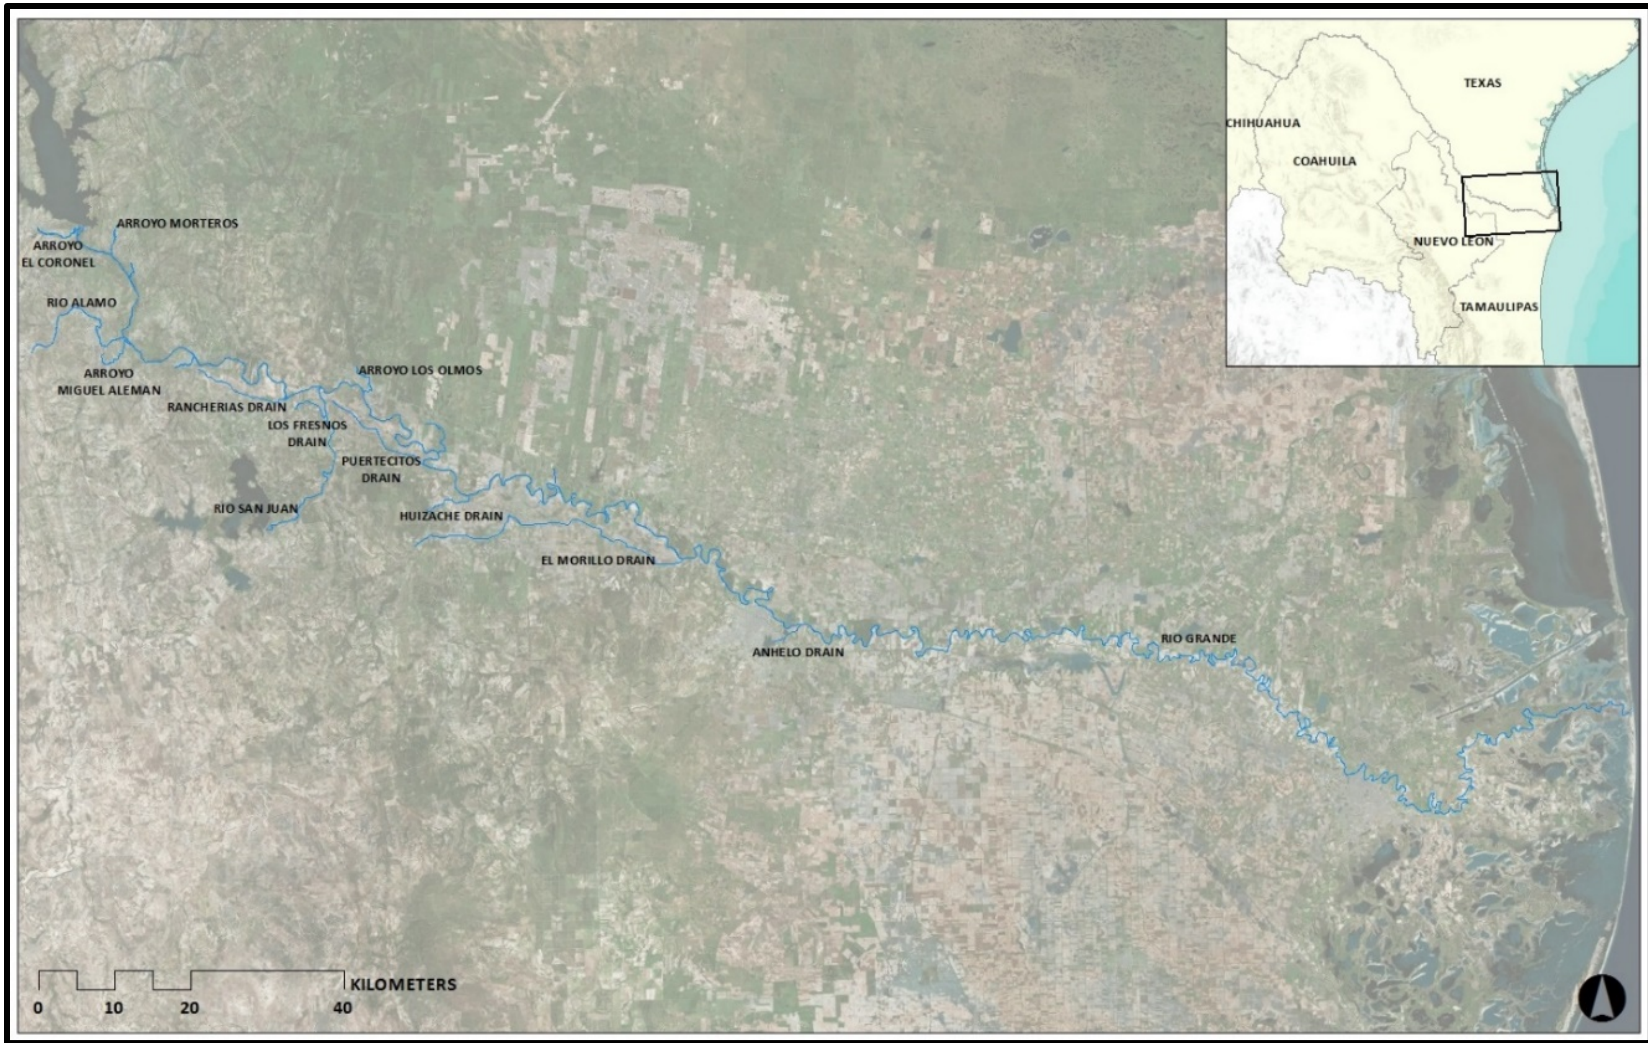 TEXAS
CHIHUAHUA
COAHUILA
NUEVO LEON
TAMAULIPAS
ARROYO MORTEROS
ARROYO
EL CORONEL
RIO ALAMO
ARROYO
MIGUEL ALEMAN
ARROYO LOS OLMOS
RANCHERIAS DRAIN
LOS FRESNOS
DRAIN
PUERTECITOS
DRAIN
RIO SAN JUAN
HUIZACHE DRAIN
EL MORILLO DRAIN
ANHELO DRAIN
RIO GRANDE
KILOMETERS
0 10 20 40